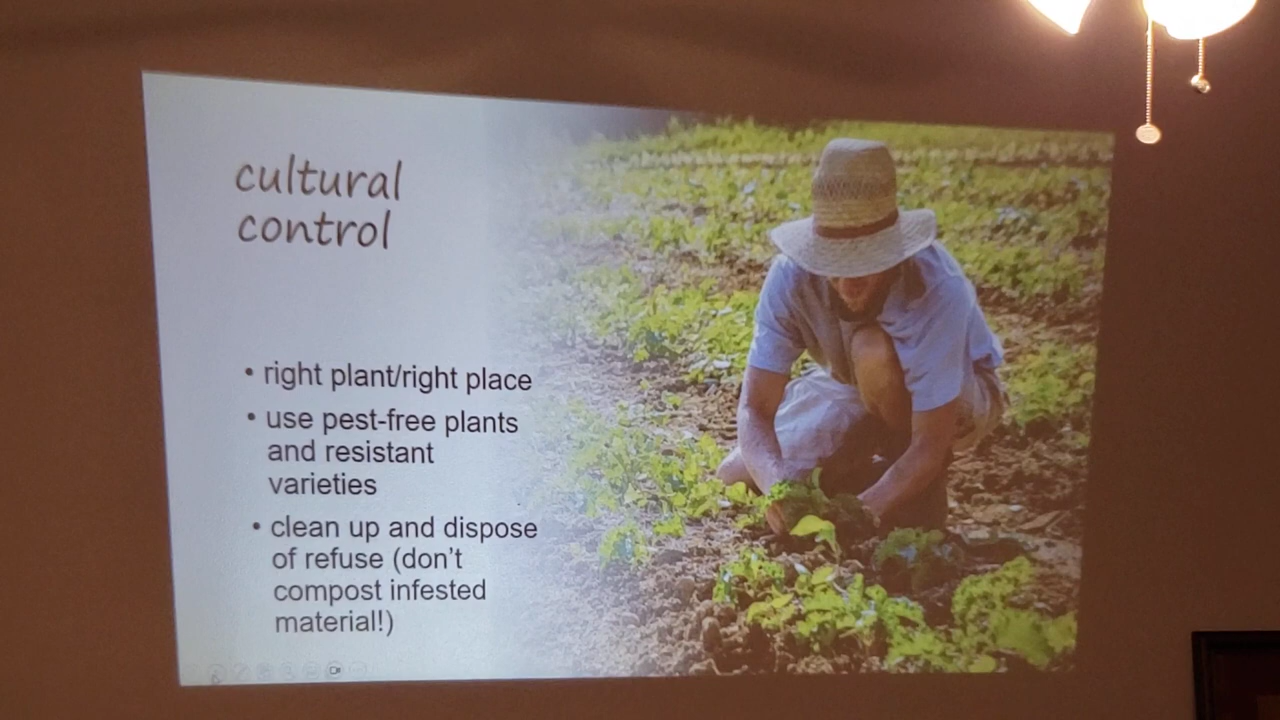 cultural
control
• right plant/right place
• use pest-free plants
and resistant
varieties
• clean up and dispose
of refuse (don't
compost infested
material!)